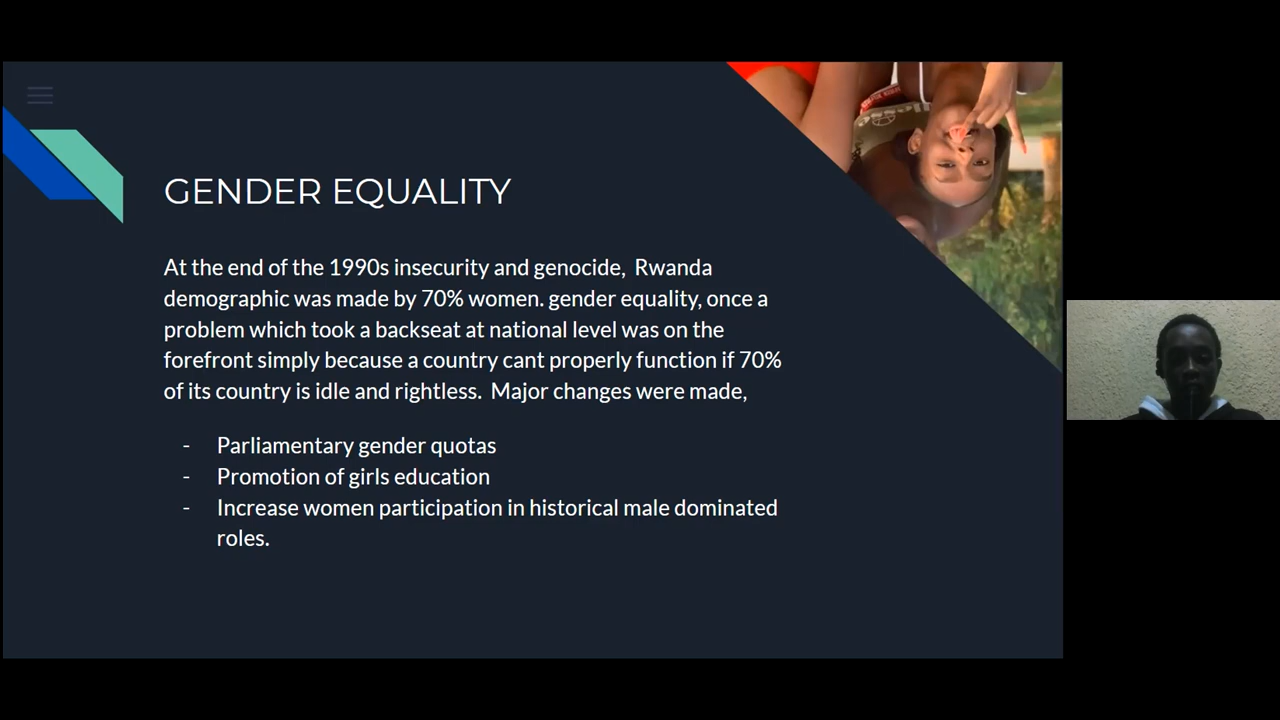 GENDER EQUALITY
At the end of the 1990s insecurity and genocide,  Rwanda
demographic was made by 70% women. gender equality, once a
problem which took a backseat at national level was on the
forefront simply because a country cant properly function if 70%
of its country is idle and rightless.  Major changes were made,
- Parliamentary gender quotas
- Promotion of girls education
- Increase women participation in historical male dominated
roles.